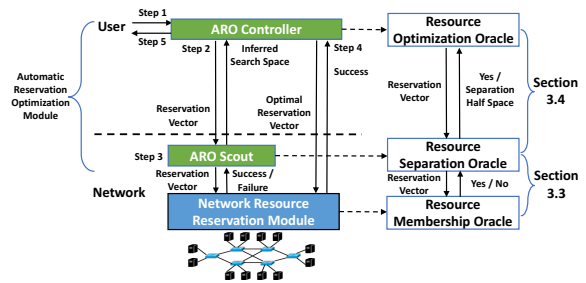 User
Step 1
Step 5
ARO Controller
Resource
Optimization Oracle
Step 2
Inferred
Search Space
Step 4
Success
Automatic
Reservation
Optimization
Module
Reservation
Vector
Optimal
Reservation
Vector
Reservation
Vector
Yes /
Separation
Half Space
Section
3.4
Step 3
ARO Scout
Resource
Separation Oracle
Network
Reservation
Vector
Success /
Failure
Reservation
Vector
Yes / No
Section
3.3
Network Resource
Reservation Module
Resource
Membership Oracle